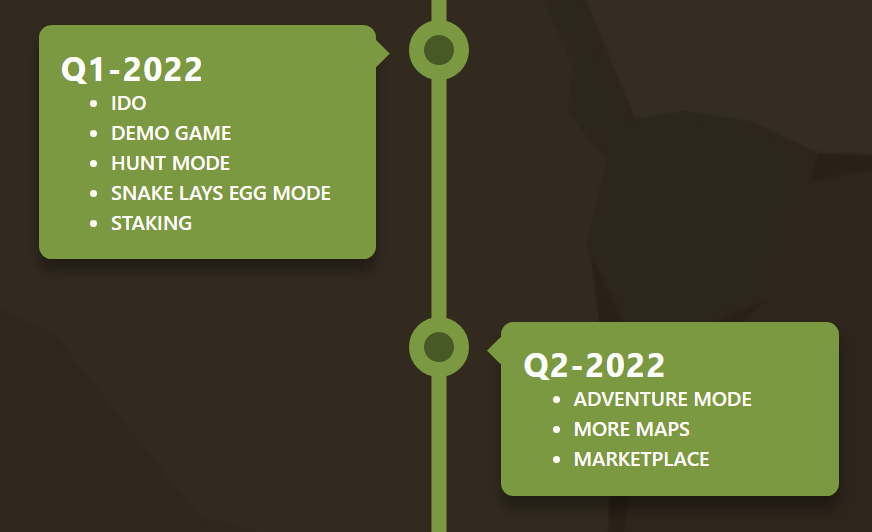 Q1-2022
IDO
DEMO GAME
HUNT MODE
SNAKE LAYS EGG MODE
STAKING
Q2-2022
ADVENTURE MODE
MORE MAPS
MARKETPLACE